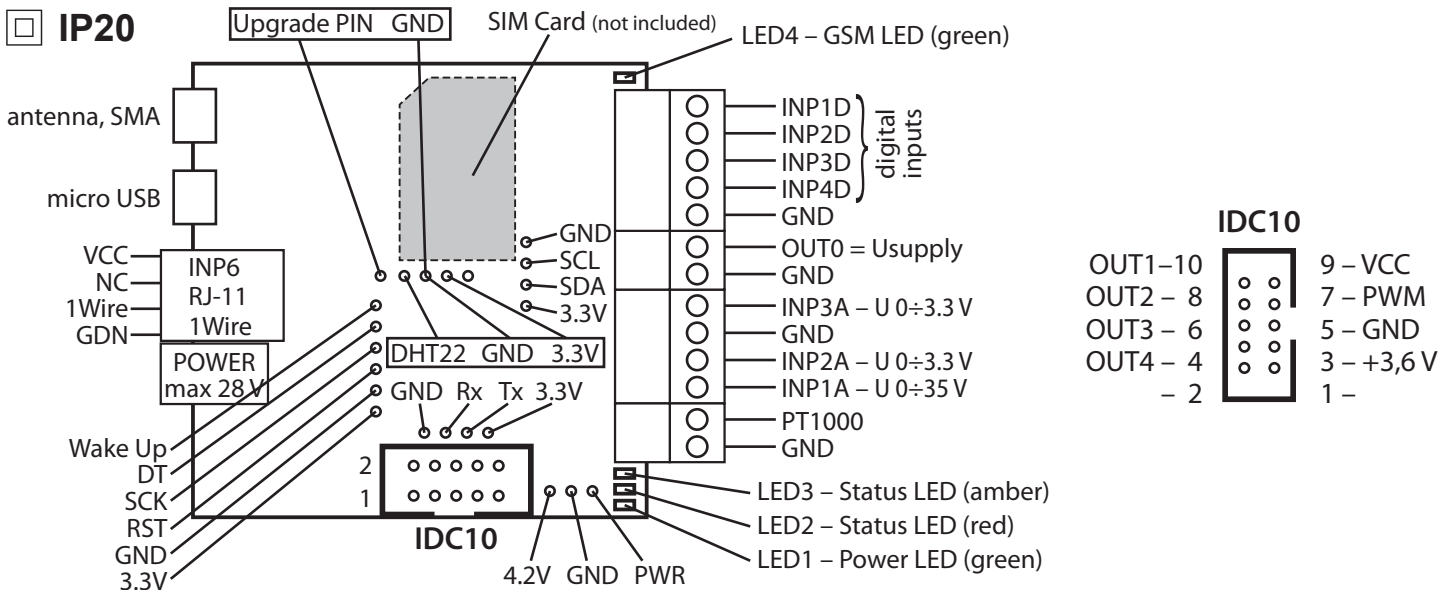 IP20
Upgrade PIN GND
SIM Card (not included)
LED4 – GSM LED (green)
antenna, SMA
micro USB
VCC
NC
1Wire
GDN
INP6
RJ-11
1Wire
POWER
max 28 V
GND
SCL
SDA
3.3V
DHT22 GND 3.3V
GND Rx Tx 3.3V
Wake Up
DT
SCK
RST
GND
3.3V
2
1
IDC10
4.2V GND PWR
INP1D
INP2D
INP3D
INP4D
digital
inputs
GND
OUT0 = Usupply
GND
INP3A – U 0÷3.3 V
GND
INP2A – U 0÷3.3 V
INP1A – U 0÷35 V
PT1000
GND
LED3 – Status LED (amber)
LED2 – Status LED (red)
LED1 – Power LED (green)
IDC10
OUT1–10 9 – VCC
OUT2 – 8 7 – PWM
OUT3 – 6 5 – GND
OUT4 – 4 3 – +3,6 V
– 2 1 –